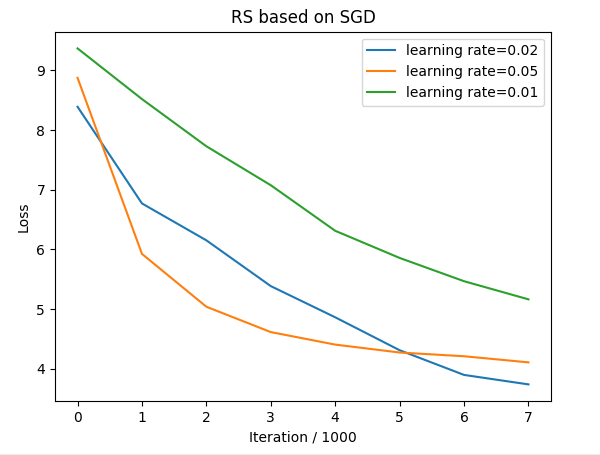 RS based on SGD
learning rate=0.02
learning rate=0.05
learning rate=0.01
Loss
9
8
7
6
5
4
0 1 2 3 4 5 6 7
Iteration / 1000